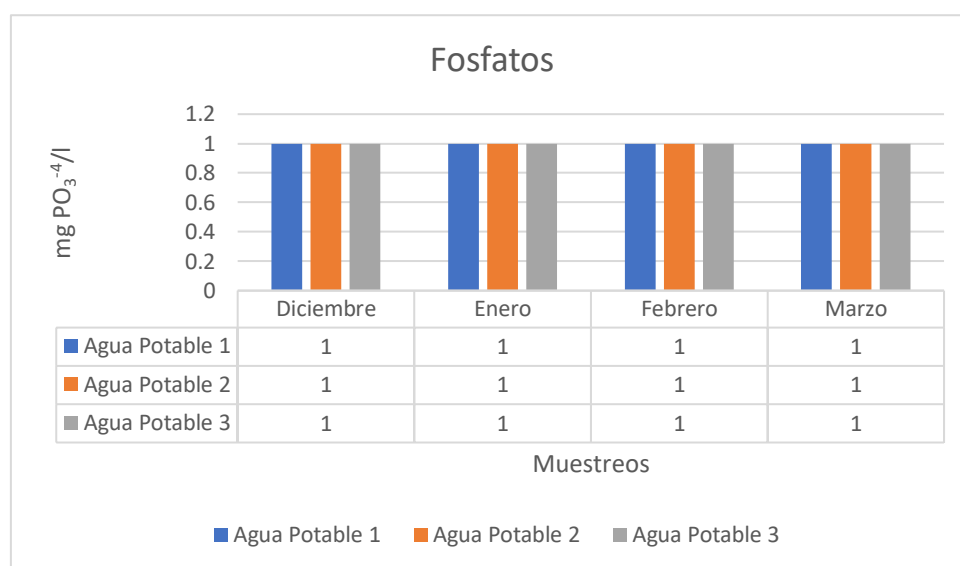 Fosfatos
mg PO₃⁻⁴/l
1.2
1
0.8
0.6
0.4
0.2
0
Diciembre Enero Febrero Marzo
Agua Potable 1 1 1 1 1
Agua Potable 2 1 1 1 1
Agua Potable 3 1 1 1 1
Muestreos
Agua Potable 1 Agua Potable 2 Agua Potable 3